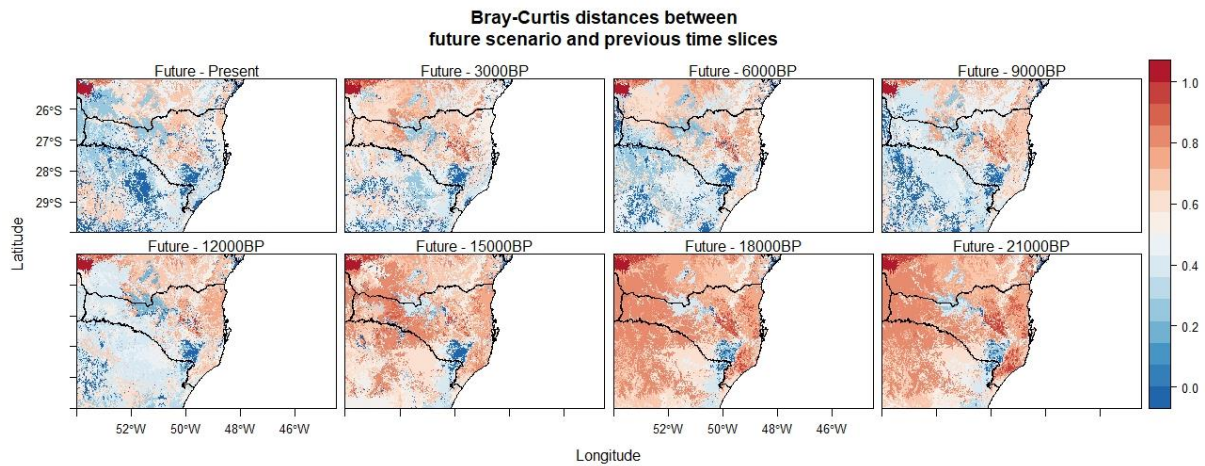 Bray-Curtis distances between
future scenario and previous time slices
Future - Present
Future - 3000BP
Future - 6000BP
Future - 9000BP
26°S
27°S
28°S
29°S
Future - 12000BP
Future - 15000BP
Future - 18000BP
Future - 21000BP
Latitude
52°W 50°W 48°W 46°W
52°W 50°W 48°W 46°W
Longitude
1.0
0.8
0.6
0.4
0.2
0.0